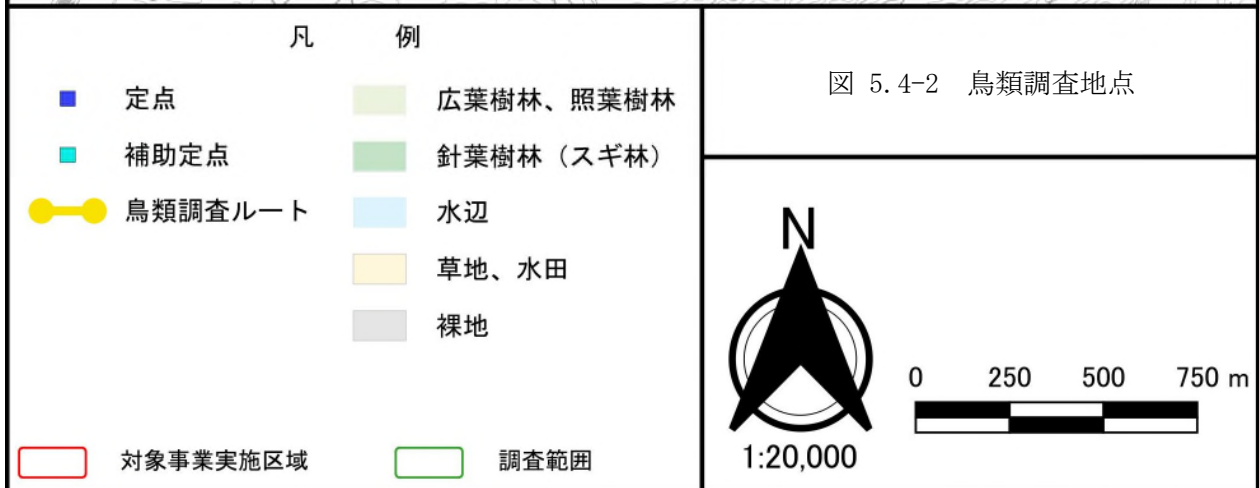 凡 例
定点
補助定点
鳥類調査ルート
広葉樹林、照葉樹林
針葉樹林（スギ林）
水辺
草地、水田
裸地
対象事業実施区域
調査範囲
図 5.4-2 鳥類調査地点
N
1:20,000
0 250 500 750 m